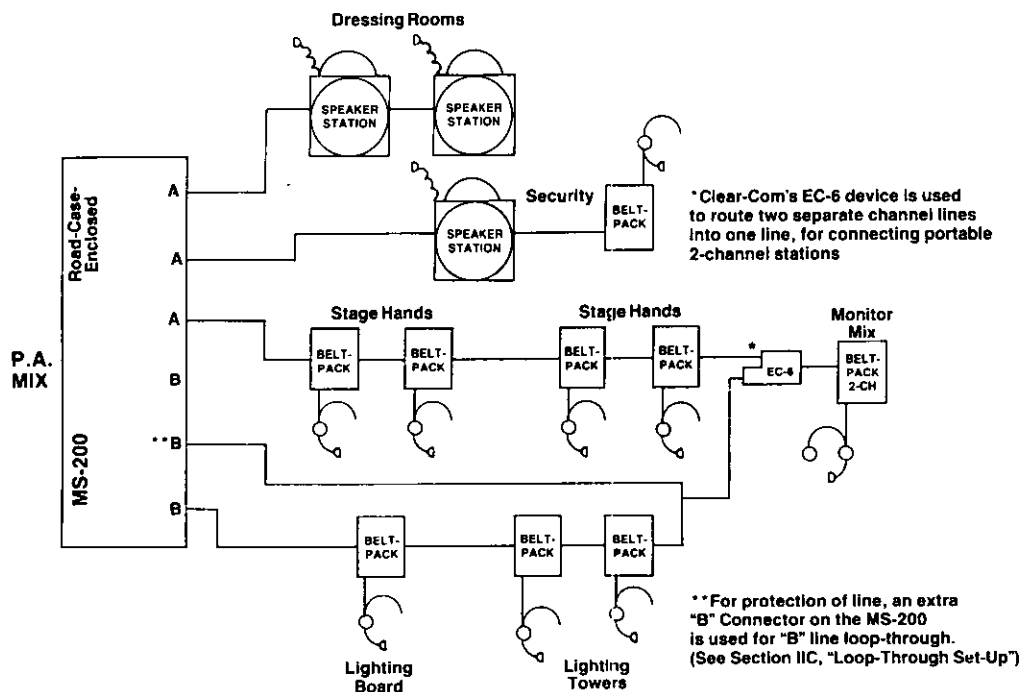 Dressing Rooms
SPEAKER
STATION
SPEAKER
STATION
Road-Case-
Enclosed
A
Security
BELT-
PACK
SPEAKER
STATION
*Clear-Com's EC-6 device is used
to route two separate channel lines
into one line, for connecting portable
2-channel stations
A
A
Stage Hands
Stage Hands
Monitor
Mix
BELT-
PACK
BELT-
PACK
BELT-
PACK
BELT-
PACK
*
EC-6
BELT-
PACK
2-CH
P.A.
MIX
B
**B
MS-200
B
BELT-
PACK
BELT-
PACK
BELT-
PACK
Lighting
Board
Lighting
Towers
**For protection of line, an extra
"B" Connector on the MS-200
is used for "B" line loop-through.
(See Section IIC, "Loop-Through Set-Up")